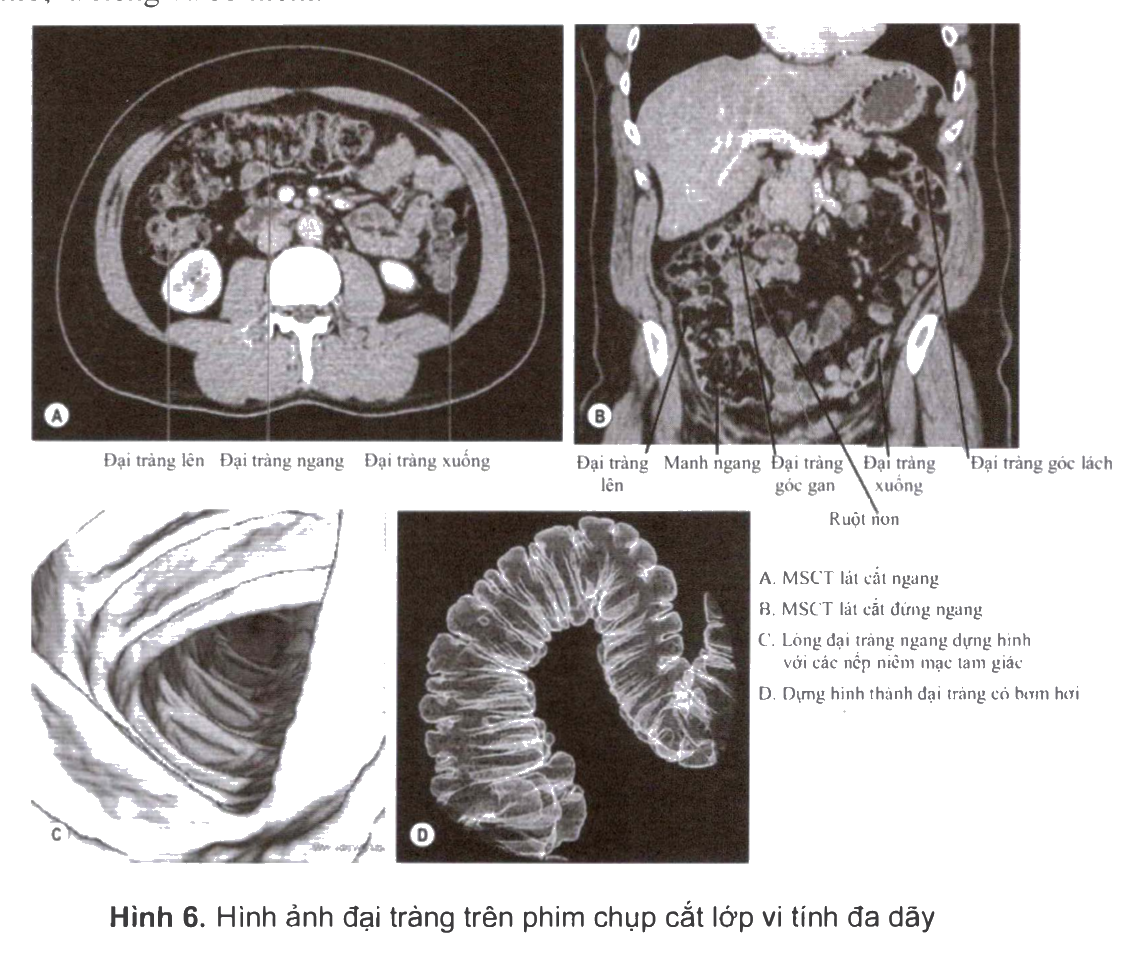 A
B
Đại tràng lên Đại tràng ngang Đại tràng xuống
Đại tràng lên
Manh ngang
Đại tràng góc gan
Đại tràng xuống
Đại tràng góc lách
Ruột non
C
D
A. MSCT lát cắt ngang
B. MSCT lát cắt đứng ngang
C. Lòng đại tràng ngang dựng hình
với các nếp niêm mạc tam giác
D. Dựng hình thành đại tràng có bơm hơi
Hình 6. Hình ảnh đại tràng trên phim chụp cắt lớp vi tính đa dãy